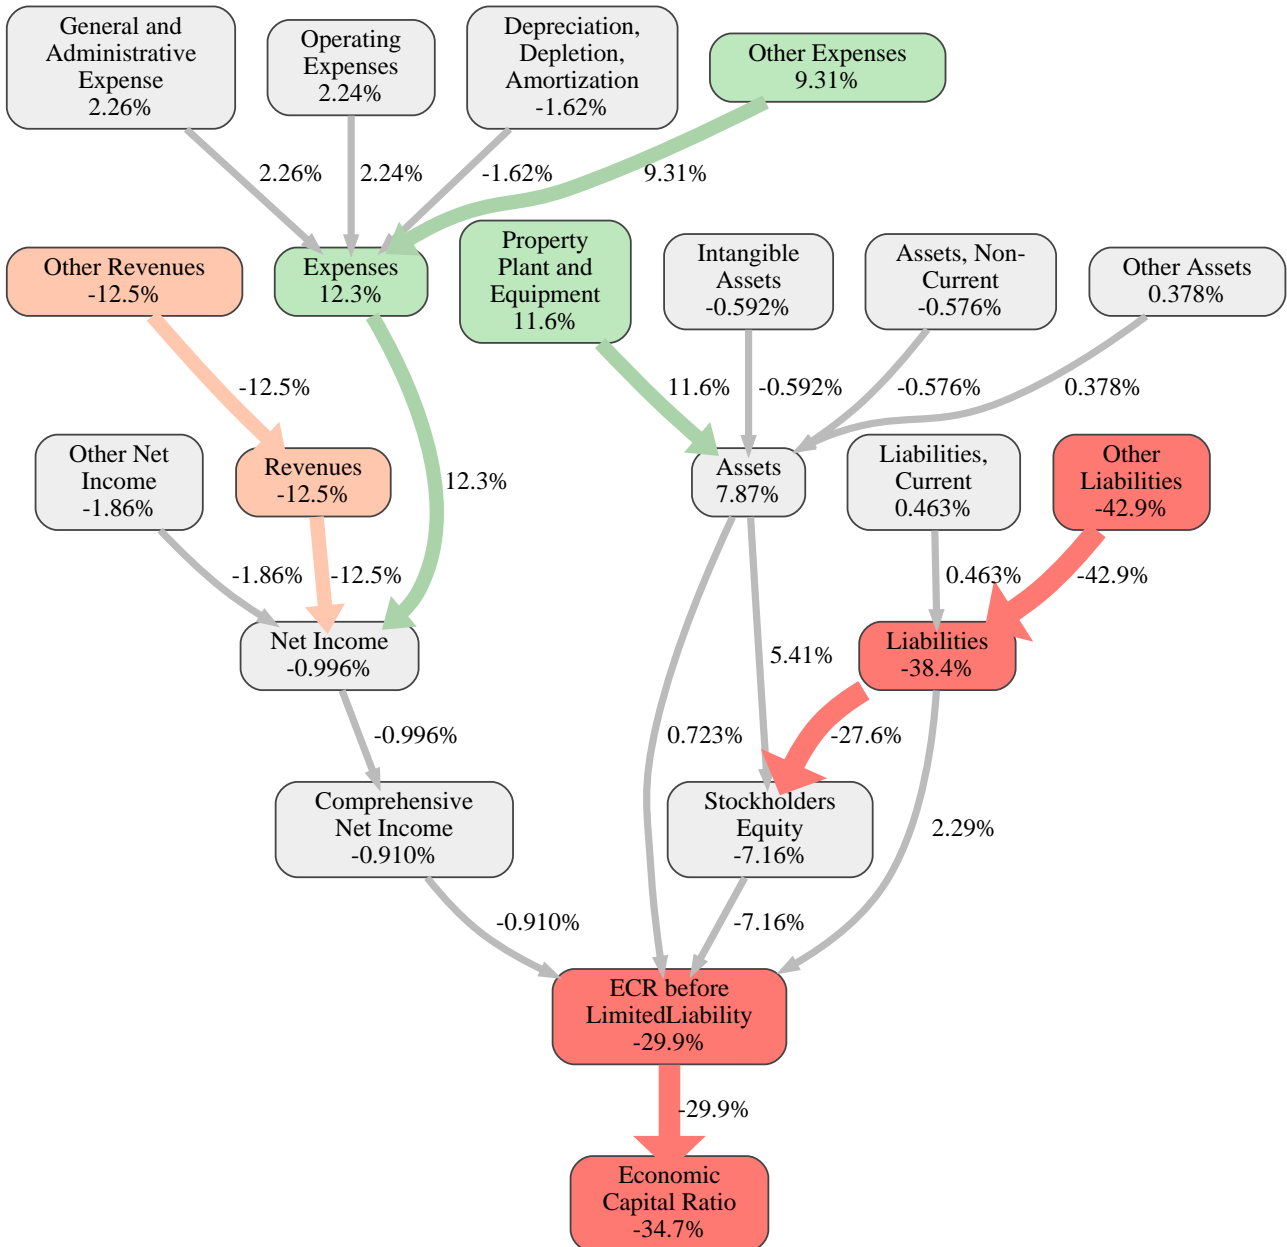 General and
Administrative
Expense
2.26%
Operating
Expenses
2.24%
Depreciation,
Depletion,
Amortization
-1.62%
Other Expenses
9.31%
2.26%
2.24%
-1.62%
9.31%
Other Revenues
-12.5%
Expenses
12.3%
Property
Plant and
Equipment
11.6%
Intangible
Assets
-0.592%
Assets, Non-
Current
-0.576%
Other Assets
0.378%
-12.5%
11.6%
-0.592%
-0.576%
0.378%
Other Net
Income
-1.86%
Revenues
-12.5%
12.3%
Assets
7.87%
Liabilities,
Current
0.463%
Other
Liabilities
-42.9%
-1.86%
-12.5%
0.463%
-42.9%
Net Income
-0.996%
5.41%
Liabilities
-38.4%
-0.996%
0.723%
-27.6%
Comprehensive
Net Income
-0.910%
Stockholders
Equity
-7.16%
2.29%
-0.910%
-7.16%
ECR before
LimitedLiability
-29.9%
-29.9%
Economic
Capital Ratio
-34.7%